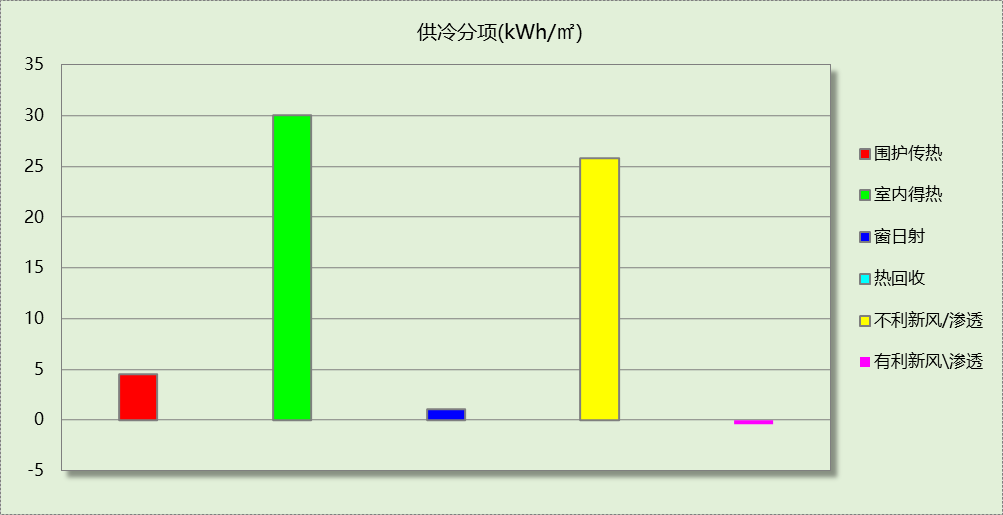 供冷分项(kWh/㎡)
35
30
25
20
15
10
5
0
-5
围护传热
室内得热
窗日射
热回收
不利新风/渗透
有利新风\渗透